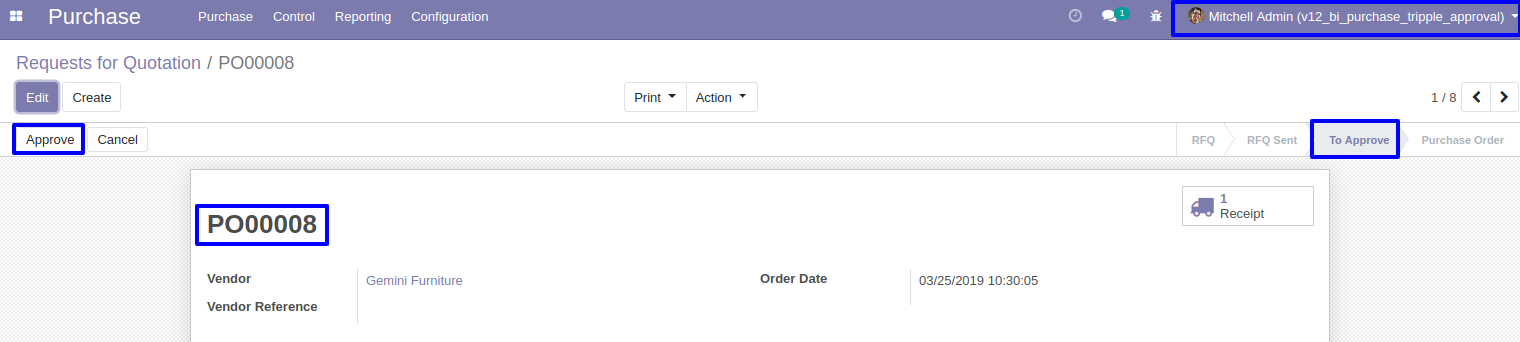 Purchase Purchase Control Reporting Configuration 1 Mitchell Admin (v12_bi_purchase_tripple_approval)
Requests for Quotation / PO00008
Edit Create Print Action 1 / 8
Approve Cancel RFQ RFQ Sent To Approve Purchase Order
1
Receipt
PO00008
Vendor Gemini Furniture Order Date 03/25/2019 10:30:05
Vendor Reference